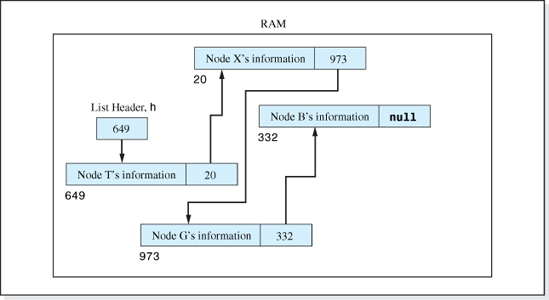 RAM
Node X's information 973
20
List Header, h
649
Node B's information null
332
Node T's information 20
649
Node G's information 332
973